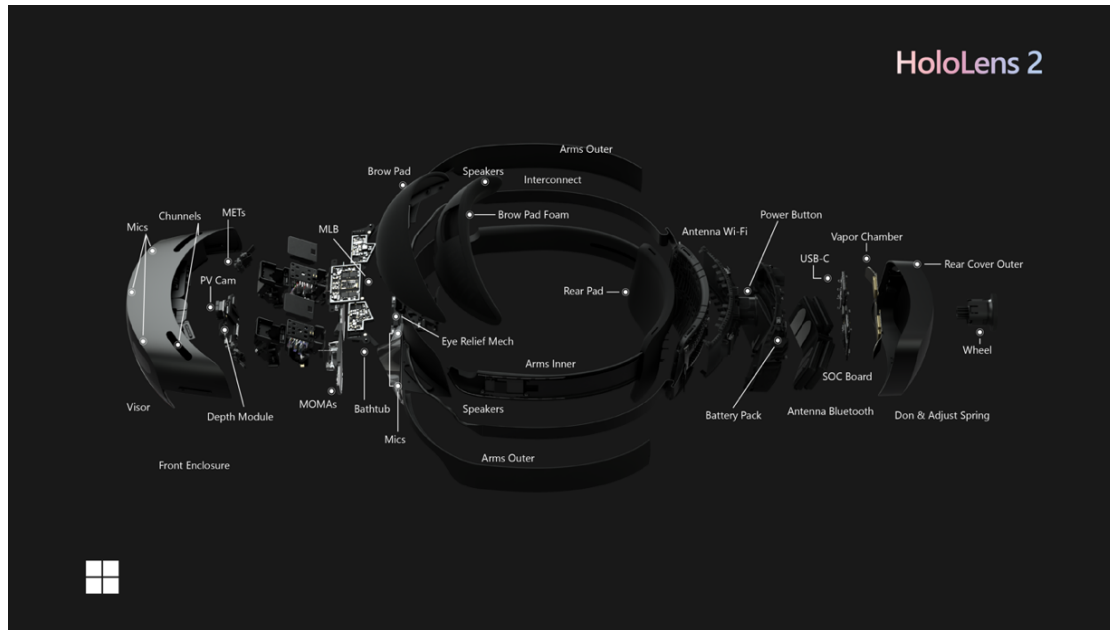 HoloLens 2
Arms Outer
Brow Pad
Speakers
Interconnect
Channels
METs
Mics
MLB
Brow Pad Foam
Antenna Wi-Fi
Power Button
Vapor Chamber
USB-C
Rear Cover Outer
PV Cam
Rear Pad
Eye Relief Mech
Wheel
Arms Inner
SOC Board
Visor
Depth Module
MOMAs
Bathtub
Speakers
Battery Pack
Antenna Bluetooth
Don & Adjust Spring
Mics
Arms Outer
Front Enclosure